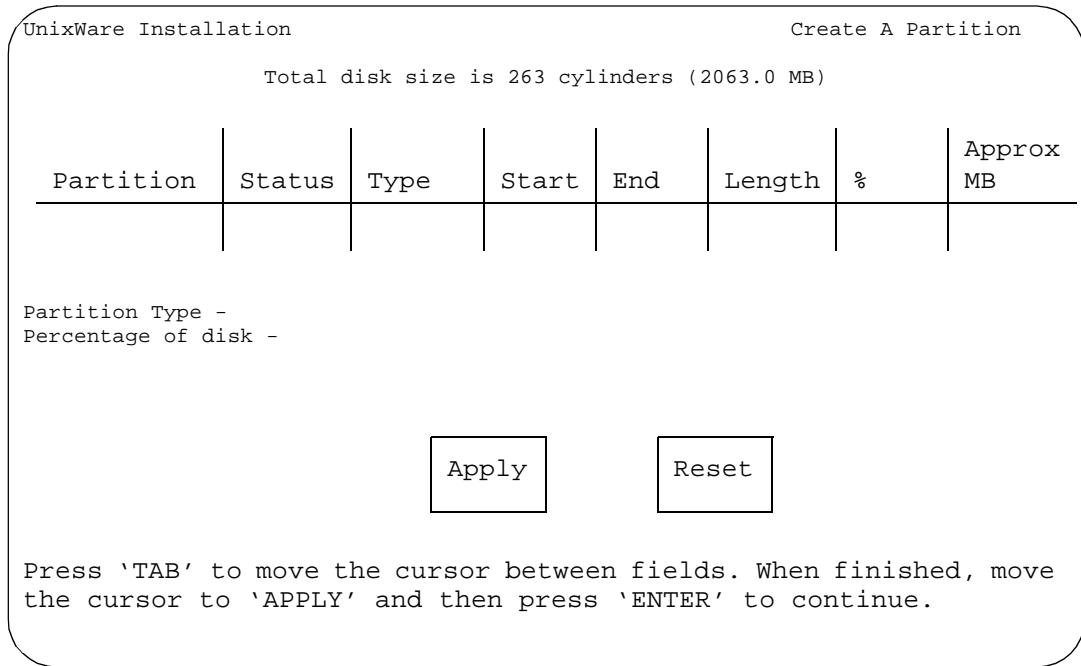 UnixWare Installation Create A Partition
Total disk size is 263 cylinders (2063.0 MB)
Approx
Partition Status Type Start End Length % MB
Partition Type -
Percentage of disk -
Apply Reset
Press ‘TAB’ to move the cursor between fields. When finished, move
the cursor to ‘APPLY’ and then press ‘ENTER’ to continue.